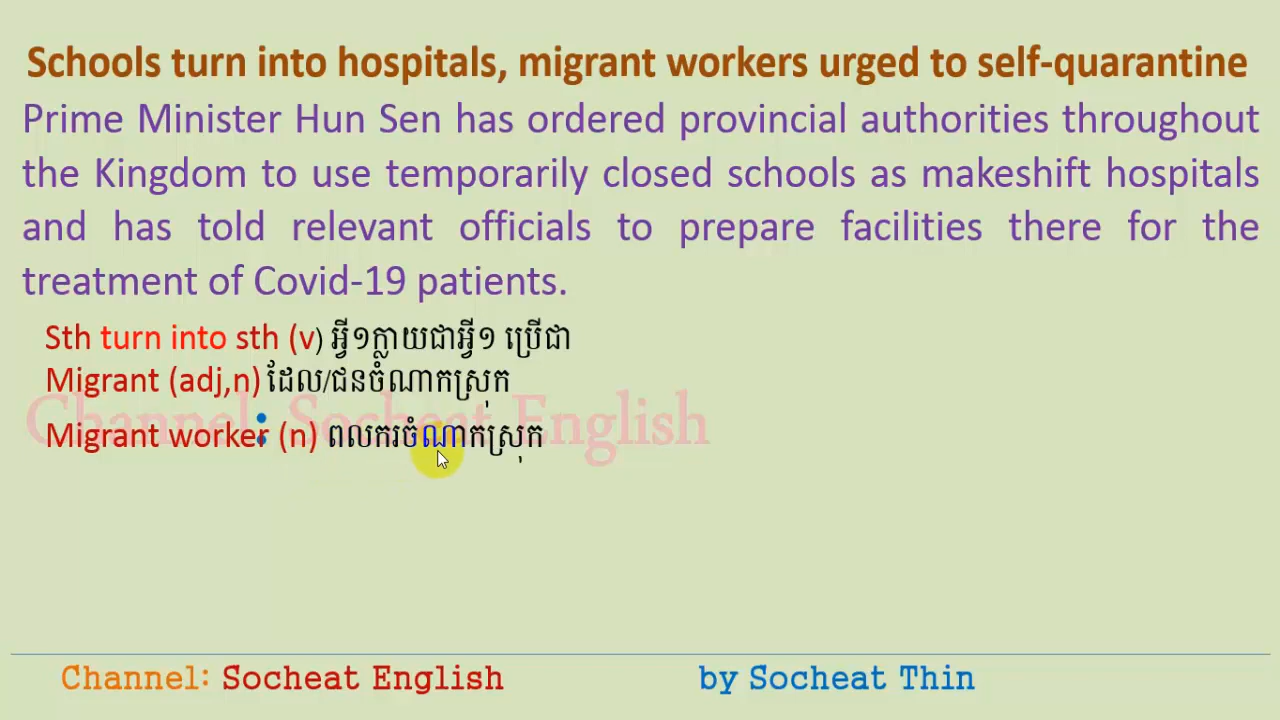 Schools turn into hospitals, migrant workers urged to self-quarantine
Prime Minister Hun Sen has ordered provincial authorities throughout
the Kingdom to use temporarily closed schools as makeshift hospitals
and has told relevant officials to prepare facilities there for the
treatment of Covid-19 patients.
Sth turn into sth (v) អ្វី១ក្លាយជាអ្វី១ ប្រើជា
Migrant (adj,n) ដែល/ជនចំណាកស្រុក
Channel: Socheat English
Migrant worker (n) ពលករចំណាកស្រុក
Channel: Socheat English by Socheat Thin